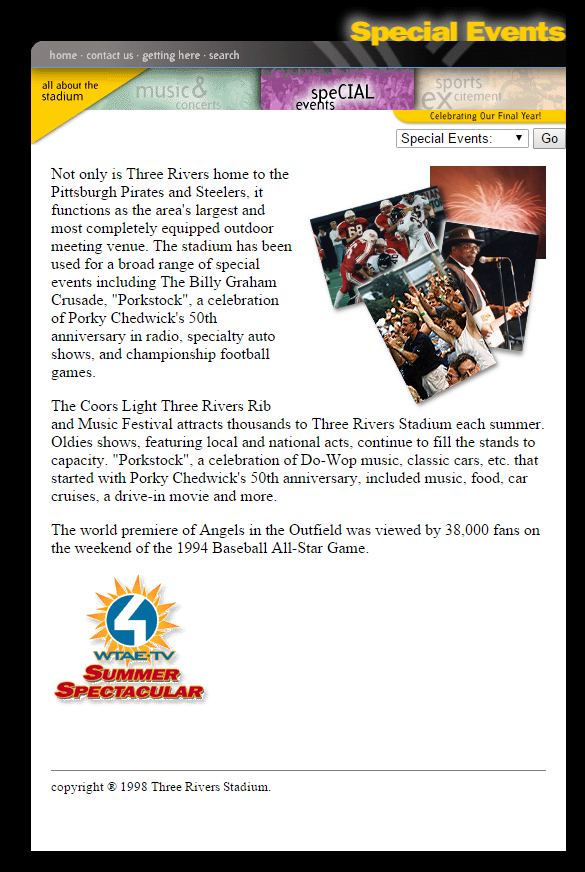 Special Events
home · contact us · getting here · search
all about the
stadium
music &
concerts
speCIAL
events
sports
ex citement
Celebrating Our Final Year!
Special Events: Go
Not only is Three Rivers home to the
Pittsburgh Pirates and Steelers, it
functions as the area's largest and
most completely equipped outdoor
meeting venue. The stadium has been
used for a broad range of special
events including The Billy Graham
Crusade, "Porkstock", a celebration
of Porky Chedwick's 50th
anniversary in radio, specialty auto
shows, and championship football
games.
The Coors Light Three Rivers Rib
and Music Festival attracts thousands to Three Rivers Stadium each summer.
Oldies shows, featuring local and national acts, continue to fill the stands to
capacity. "Porkstock", a celebration of Do-Wop music, classic cars, etc. that
started with Porky Chedwick's 50th anniversary, included music, food, car
cruises, a drive-in movie and more.
The world premiere of Angels in the Outfield was viewed by 38,000 fans on
the weekend of the 1994 Baseball All-Star Game.
4
WTAE-TV
SUMMER
SPECTACULAR
copyright ® 1998 Three Rivers Stadium.